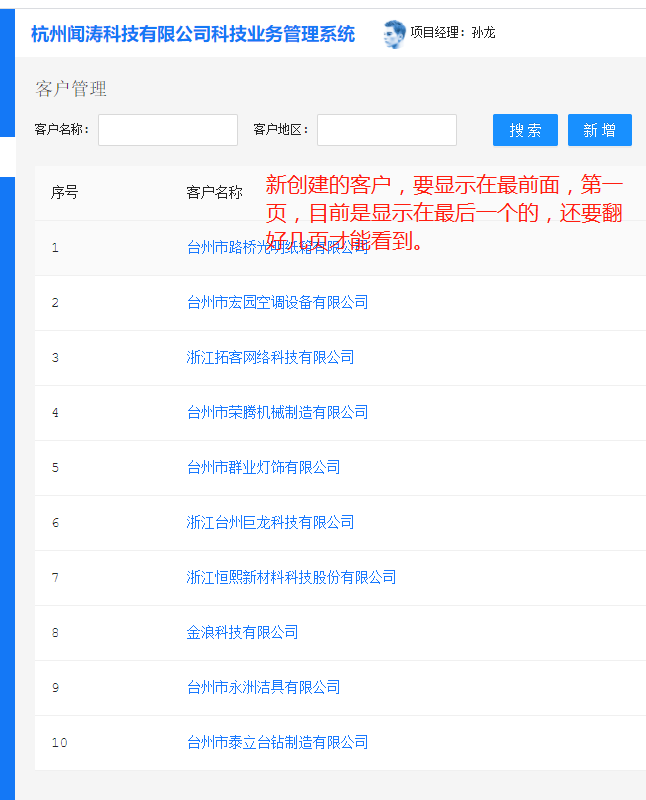 杭州闻涛科技有限公司科技业务管理系统 项目经理：孙龙
客户管理
客户名称： 客户地区： 搜 索 新 增
序号 客户名称
新创建的客户，要显示在最前面，第一
页，目前是显示在最后一个的，还要翻
好几页才能看到。
1 台州市路桥光明纸箱有限公司
2 台州市宏园空调设备有限公司
3 浙江拓客网络科技有限公司
4 台州市荣腾机械制造有限公司
5 台州市群业灯饰有限公司
6 浙江台州巨龙科技有限公司
7 浙江恒熙新材料科技股份有限公司
8 金浪科技有限公司
9 台州市永洲洁具有限公司
10 台州市泰立台钻制造有限公司